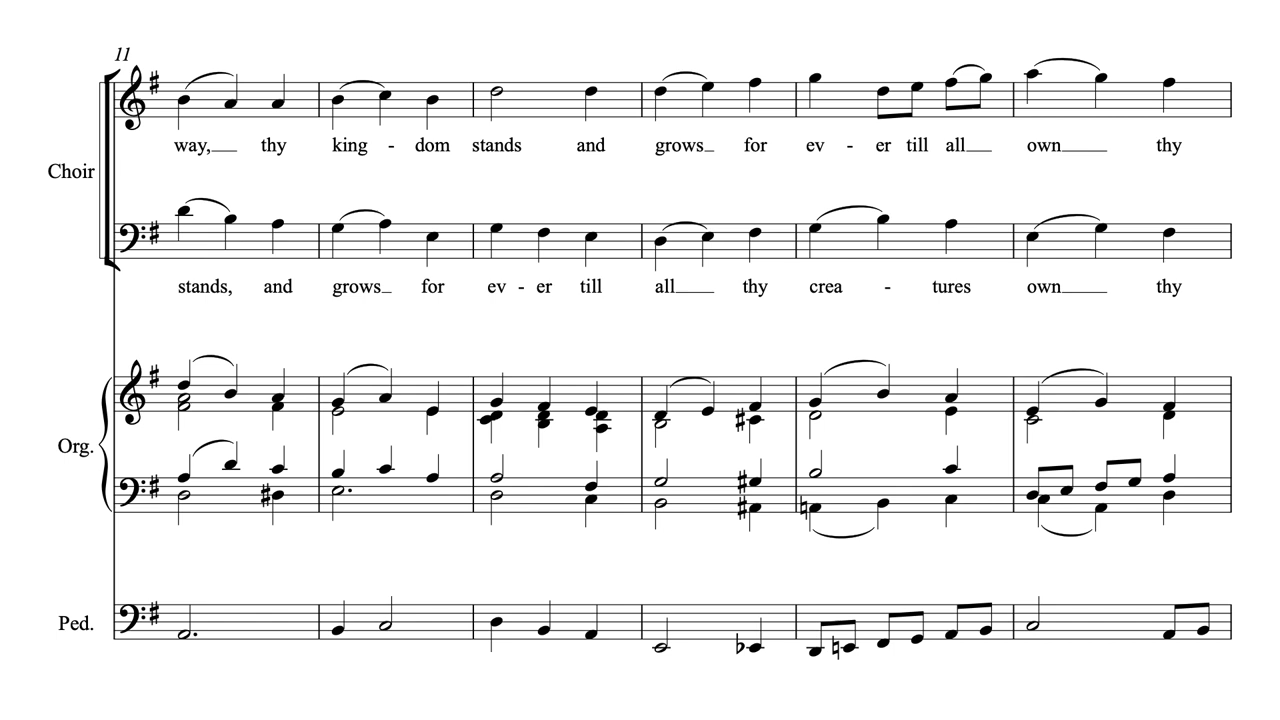 11
Choir
way, thy king - dom stands and grows for ev - er till all own thy
stands, and grows for ev - er till all thy crea - tures own thy
Org.
Ped.